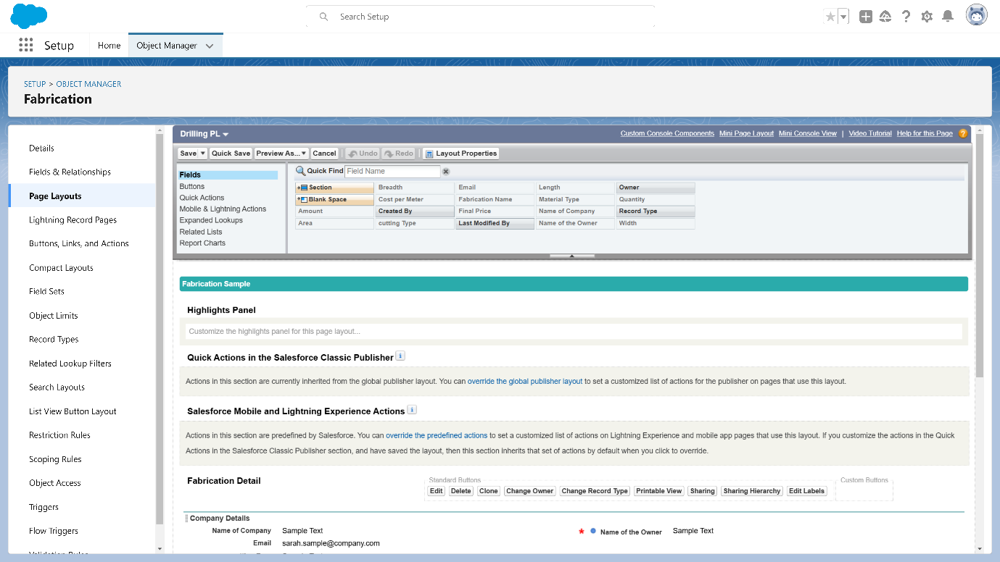 Search Setup
Setup
Home
Object Manager
SETUP > OBJECT MANAGER
Fabrication
Details
Fields & Relationships
Page Layouts
Lightning Record Pages
Buttons, Links, and Actions
Compact Layouts
Field Sets
Object Limits
Record Types
Related Lookup Filters
Search Layouts
List View Button Layout
Restriction Rules
Scoping Rules
Object Access
Triggers
Flow Triggers
Drilling PL
Custom Console Components Mini Page Layout Mini Console View | Video Tutorial Help for this Page ?
Save Quick Save Preview As... Cancel Undo Redo Layout Properties
Fields
Buttons
Quick Actions
Mobile & Lightning Actions
Expanded Lookups
Related Lists
Report Charts
Quick Find Field Name
Section Breadth Email Length Owner
Blank Space Cost per Meter Fabrication Name Material Type Quantity
Amount Created By Final Price Name of Company Record Type
Area cutting Type Last Modified By Name of the Owner Width
Fabrication Sample
Highlights Panel
Customize the highlights panel for this page layout...
Quick Actions in the Salesforce Classic Publisher i
Actions in this section are currently inherited from the global publisher layout. You can override the global publisher layout to set a customized list of actions for the publisher on pages that use this layout.
Salesforce Mobile and Lightning Experience Actions i
Actions in this section are predefined by Salesforce. You can override the predefined actions to set a customized list of actions on Lightning Experience and mobile app pages that use this layout. If you customize the actions in the Quick
Actions in the Salesforce Classic Publisher section, and have saved the layout, then this section inherits that set of actions by default when you click to override.
Fabrication Detail
Standard Buttons
Edit Delete Clone Change Owner Change Record Type Printable View Sharing Sharing Hierarchy Edit Labels
Custom Buttons
Company Details
Name of Company Sample Text
* Name of the Owner Sample Text
Email sarah.sample@company.com